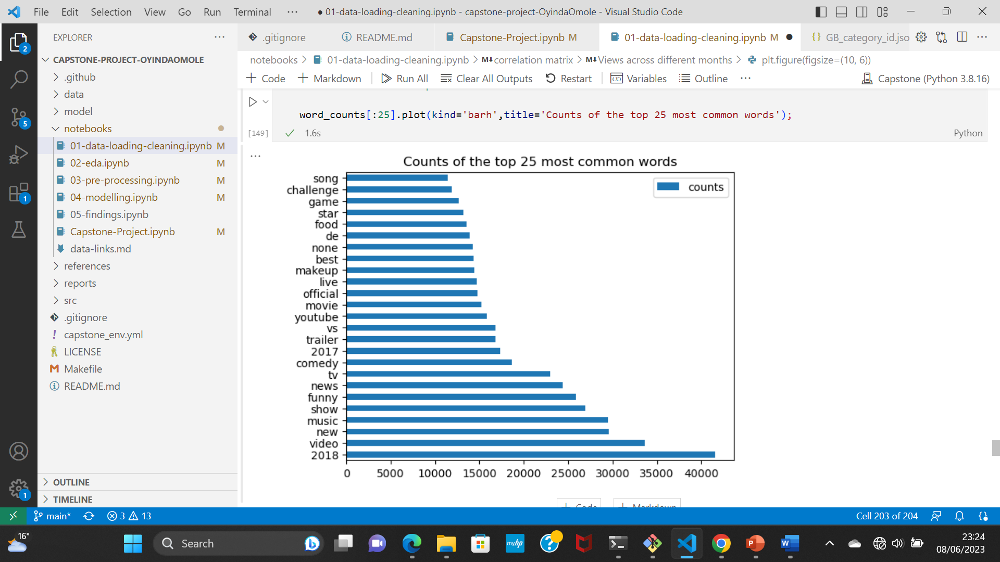 File Edit Selection View Go Run Terminal ··· ● 01-data-loading-cleaning.ipynb - capstone-project-OyindaOmole - Visual Studio Code
EXPLORER ···
.gitignore README.md Capstone-Project.ipynb M 01-data-loading-cleaning.ipynb M ● GB_category_id.jso ···
notebooks > 01-data-loading-cleaning.ipynb > M↓correlation matrix > M↓Views across different months > plt.figure(figsize=(10, 6))
+ Code + Markdown Run All Clear All Outputs Restart Variables Outline ··· Capstone (Python 3.8.16)
CAPSTONE-PROJECT-OYINDAOMOLE
.github
data
model
notebooks
01-data-loading-cleaning.ipynb M
02-eda.ipynb M
03-pre-processing.ipynb M
04-modelling.ipynb M
05-findings.ipynb
Capstone-Project.ipynb M
data-links.md
references
reports
src
.gitignore
capstone_env.yml
LICENSE
Makefile
README.md
OUTLINE
TIMELINE
2
5
1
1
word_counts[:25].plot(kind='barh',title='Counts of the top 25 most common words');
[149] 1.6s Python
···
Counts of the top 25 most common words
counts
song
challenge
game
star
food
de
none
best
makeup
live
official
movie
youtube
vs
trailer
2017
comedy
tv
news
funny
show
music
new
video
2018
0 5000 10000 15000 20000 25000 30000 35000 40000
+ Code + Markdown
main* 3 13 Cell 203 of 204
16° Search myhp 23:24
08/06/2023